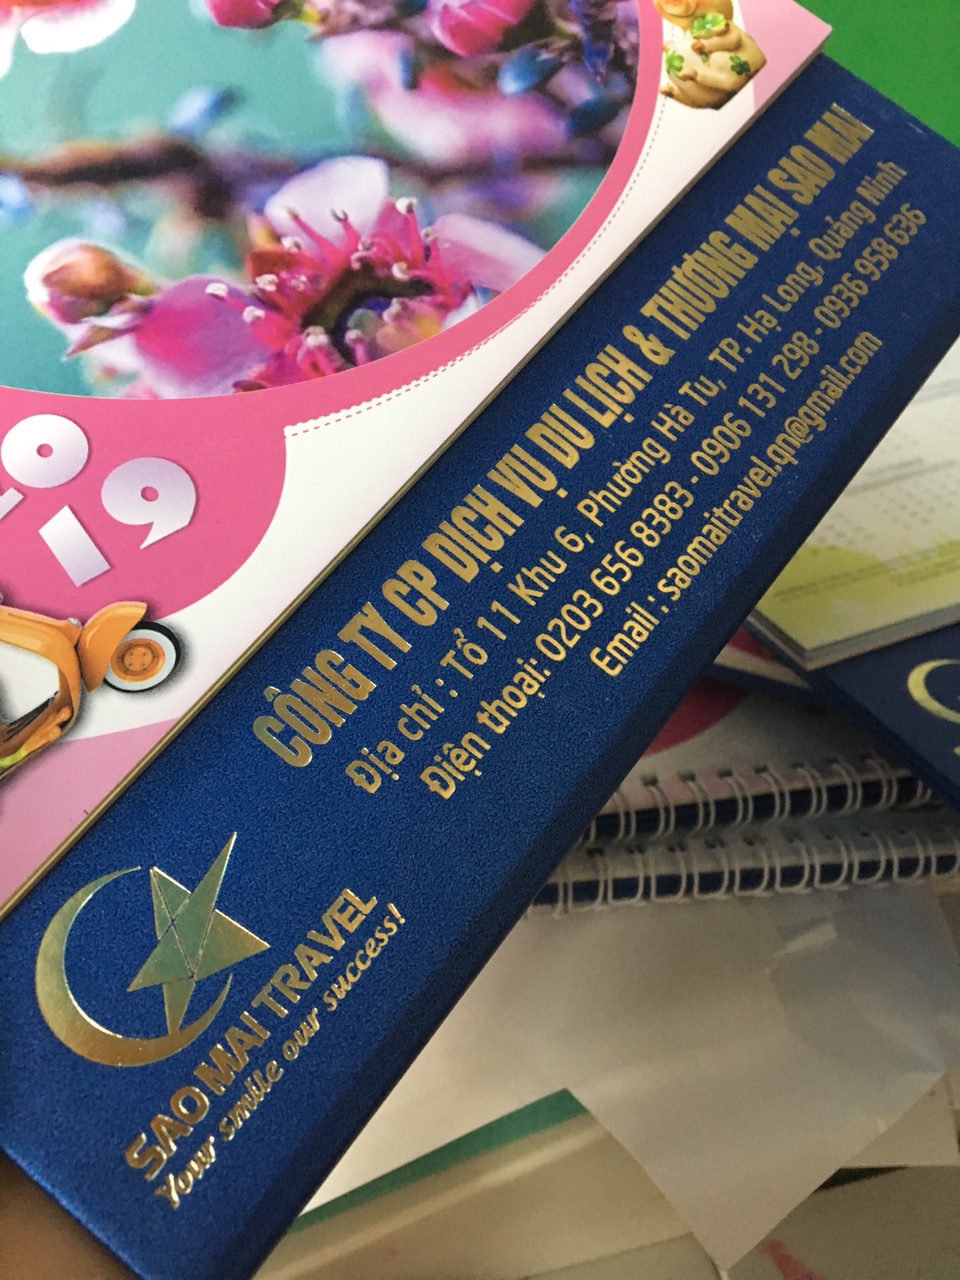 20
19
CÔNG TY CP DỊCH VỤ DU LỊCH & THƯƠNG MẠI SAO MAI
Địa chỉ : Tổ 11 Khu 6, Phường Hà Tu, TP. Hạ Long, Quảng Ninh
Điện thoại: 0203 656 8383 - 0906 131 298 - 0936 958 636
Email : saomaitravel.qn@gmail.com
SAO MAI TRAVEL
Your smile our success!